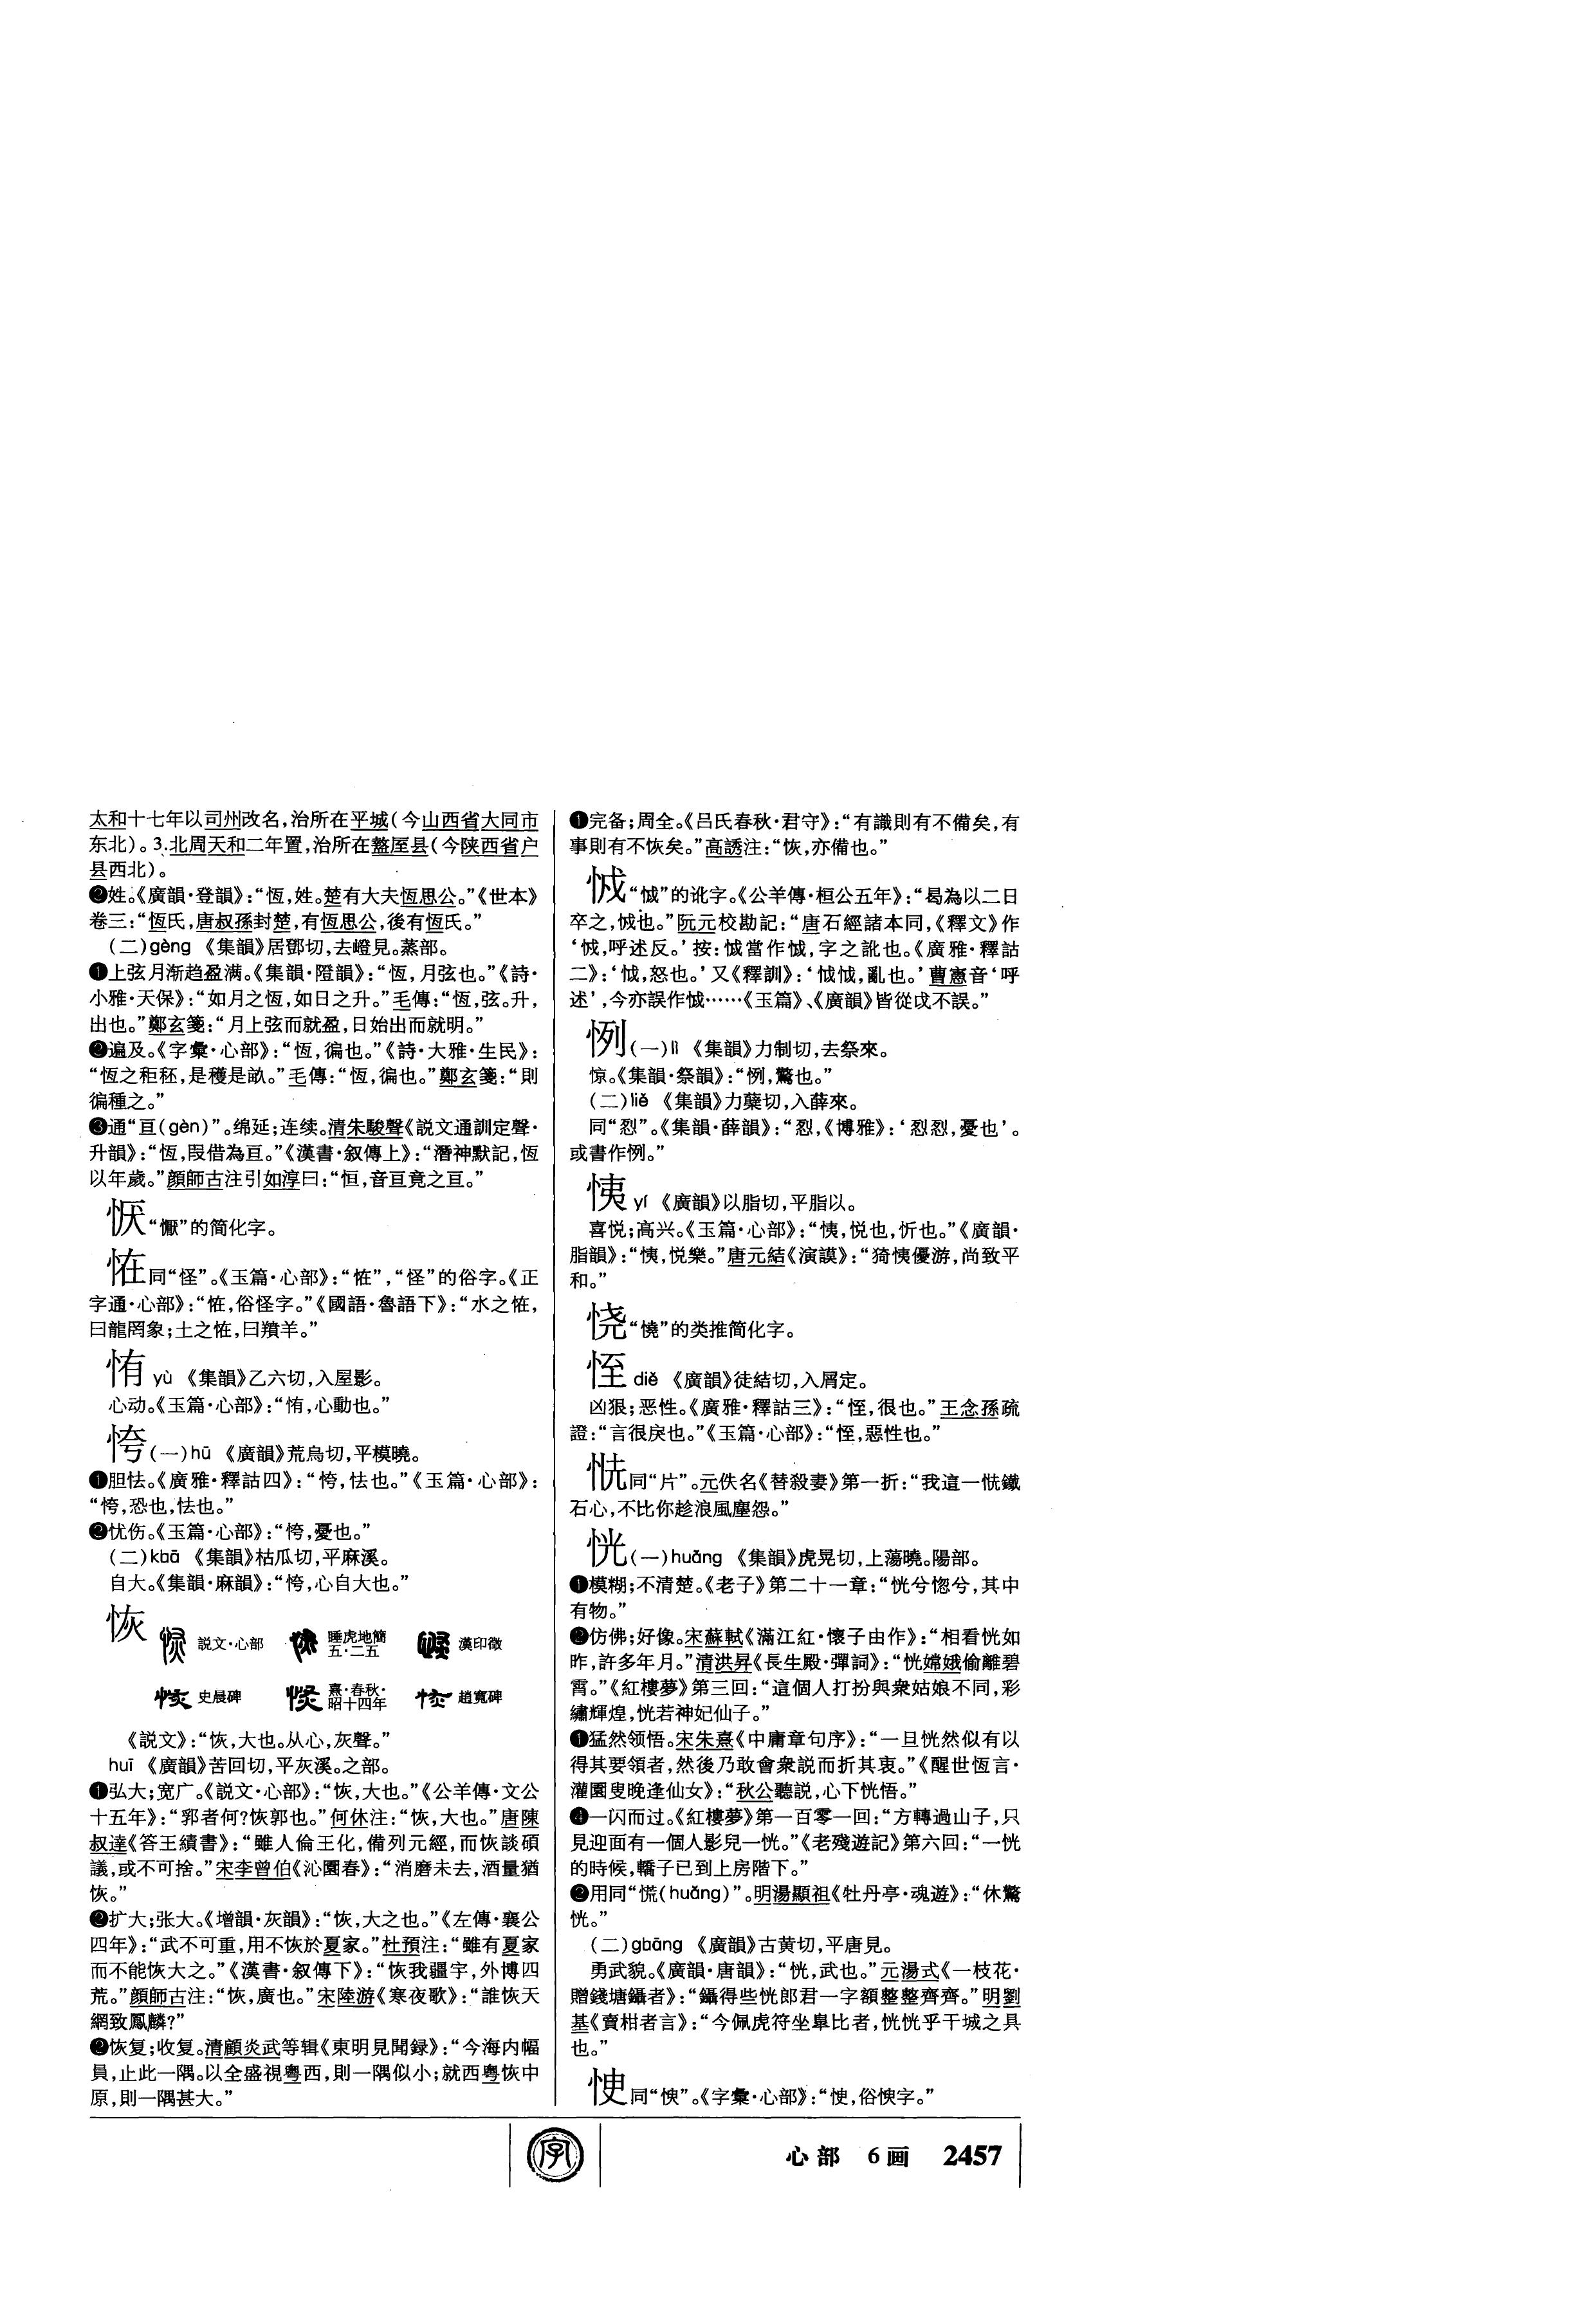 太和十七年以司州改名,治所在平城(今山西省大同市
东北)。3.北周天和二年置,治所在盩厔县(今陕西省户
县西北)。
❷姓。《廣韻·登韻》:“恆,姓。楚有大夫恆思公。”《世本》
卷三:“恆氏,唐叔孫封楚,有恆思公,後有恆氏。”
(二)gèng 《集韻》居鄧切,去嶝見。蒸部。
❶上弦月渐趋盈满。《集韻·隥韻》:“恆,月弦也。”《詩·
小雅·天保》:“如月之恆,如日之升。”毛傳:“恆,弦。升,
出也。”鄭玄箋:“月上弦而就盈,日始出而就明。”
❷遍及。《字彙·心部》:“恆,徧也。”《詩·大雅·生民》:
“恆之秬秠,是穫是畝。”毛傳:“恆,徧也。”鄭玄箋:“則
徧種之。”
❸通“亘(gèn)”。绵延;连续。清朱駿聲《説文通訓定聲·
升韻》:“恆,叚借為亘。”《漢書·叙傳上》:“潛神默記,恆
以年歲。”顔師古注引如淳曰:“恒,音亘竟之亘。”
恹“懨”的简化字。
恠同“怪”。《玉篇·心部》:“恠”,“怪”的俗字。《正
字通·心部》:“恠,俗怪字。”《國語·魯語下》:“水之恠,
曰龍罔象;土之恠,曰羵羊。”
恦 yù 《集韻》乙六切,入屋影。
心动。《玉篇·心部》:“侑,心動也。”
恗(一)hū 《廣韻》荒烏切,平模曉。
❶胆怯。《廣雅·釋詁四》:“恗,怯也。”《玉篇·心部》:
“恗,恐也,怯也。”
❷忧伤。《玉篇·心部》:“恗,憂也。”
(二)kuā 《集韻》枯瓜切,平麻溪。
自大。《集韻·麻韻》:“恗,心自大也。”
恢 説文·心部 睡虎地簡五·二五 漢印徵
史晨碑 熹·春秋·昭十四年 趙寬碑
《説文》:“恢,大也。从心,灰聲。”
huī 《廣韻》苦回切,平灰溪。之部。
❶弘大;宽广。《説文·心部》:“恢,大也。”《公羊傳·文公
十五年》:“郛者何?恢郭也。”何休注:“恢,大也。”唐陳
叔達《答王績書》:“雖人倫王化,備列元經,而恢談碩
議,或不可捨。”宋李曾伯《沁園春》:“消磨未去,酒量猶
恢。”
❷扩大;张大。《增韻·灰韻》:“恢,大之也。”《左傳·襄公
四年》:“武不可重,用不恢於夏家。”杜預注:“雖有夏家
而不能恢大之。”《漢書·叙傳下》:“恢我疆宇,外博四
荒。”顔師古注:“恢,廣也。”宋陸游《寒夜歌》:“誰恢天
網致鳳麟?”
❷恢复;收复。清顧炎武等辑《東明見聞録》:“今海内幅
員,止此一隅。以全盛視粤西,則一隅似小;就西粤恢中
原,則一隅甚大。”
❶完备;周全。《吕氏春秋·君守》:“有識則有不備矣,有
事則有不恢矣。”高誘注:“恢,亦備也。”
怴“怴”的讹字。《公羊傳·桓公五年》:“曷為以二日
卒之,怴也。”阮元校勘記:“唐石經諸本同,《釋文》作
‘怴,呼述反。’按:怴當作怴,字之訛也。《廣雅·釋詁
二》:‘怴,怒也。’又《釋訓》:‘怴怴,亂也。’曹憲音‘呼
述’,今亦誤作怴……《玉篇》、《廣韻》皆從戉不誤。”
㤠(一)lì 《集韻》力制切,去祭來。
惊。《集韻·祭韻》:“㤠,驚也。”
(二)liě 《集韻》力蘖切,入薛來。
同“烮”。《集韻·薛韻》:“㤡,《博雅》:‘㤡㤡,憂也’。
或書作㤠。”
恞 yí 《廣韻》以脂切,平脂以。
喜悦;高兴。《玉篇·心部》:“恞,悦也,忻也。”《廣韻·
脂韻》:“恞,悦樂。”唐元結《演謨》:“猗恞優游,尚致平
和。”
㤭“憢”的类推简化字。
恎 dié 《廣韻》徒結切,入屑定。
凶狠;恶性。《廣雅·釋詁三》:“恎,很也。”王念孫疏
證:“言很戾也。”《玉篇·心部》:“恎,惡性也。”
㤥同“片”。元佚名《替殺妻》第一折:“我這一㤥鐵
石心,不比你趁浪風塵怨。”
恍(一)huǎng 《集韻》虎晃切,上蕩曉。陽部。
❶模糊;不清楚。《老子》第二十一章:“恍兮惚兮,其中
有物。”
❷仿佛;好像。宋蘇軾《滿江紅·懷子由作》:“相看恍如
昨,許多年月。”清洪昇《長生殿·彈詞》:“恍嫦娥偷離碧
霄。”《紅樓夢》第三回:“這個人打扮與衆姑娘不同,彩
繡輝煌,恍若神妃仙子。”
❶猛然领悟。宋朱熹《中庸章句序》:“一旦恍然似有以
得其要領者,然後乃敢會衆説而折其衷。”《醒世恆言·
灌園叟晚逢仙女》:“秋公聽説,心下恍悟。”
❹一闪而过。《紅樓夢》第一百零一回:“方轉過山子,只
見迎面有一個人影兒一恍。”《老殘遊記》第六回:“一恍
的時候,轎子已到上房階下。”
❷用同“慌(huǎng)”。明湯顯祖《牡丹亭·魂遊》:“休驚
恍。”
(二)guāng 《廣韻》古黄切,平唐見。
勇武貌。《廣韻·唐韻》:“恍,武也。”元湯式《一枝花·
贈錢塘鑷者》:“鑷得些恍郎君一字額整整齊齊。”明劉
基《賣柑者言》:“今佩虎符坐臯比者,恍恍乎干城之具
也。”
㤦同“愌”。《字彙·心部》:“㤦,俗愌字。”
字
心部 6画 2457